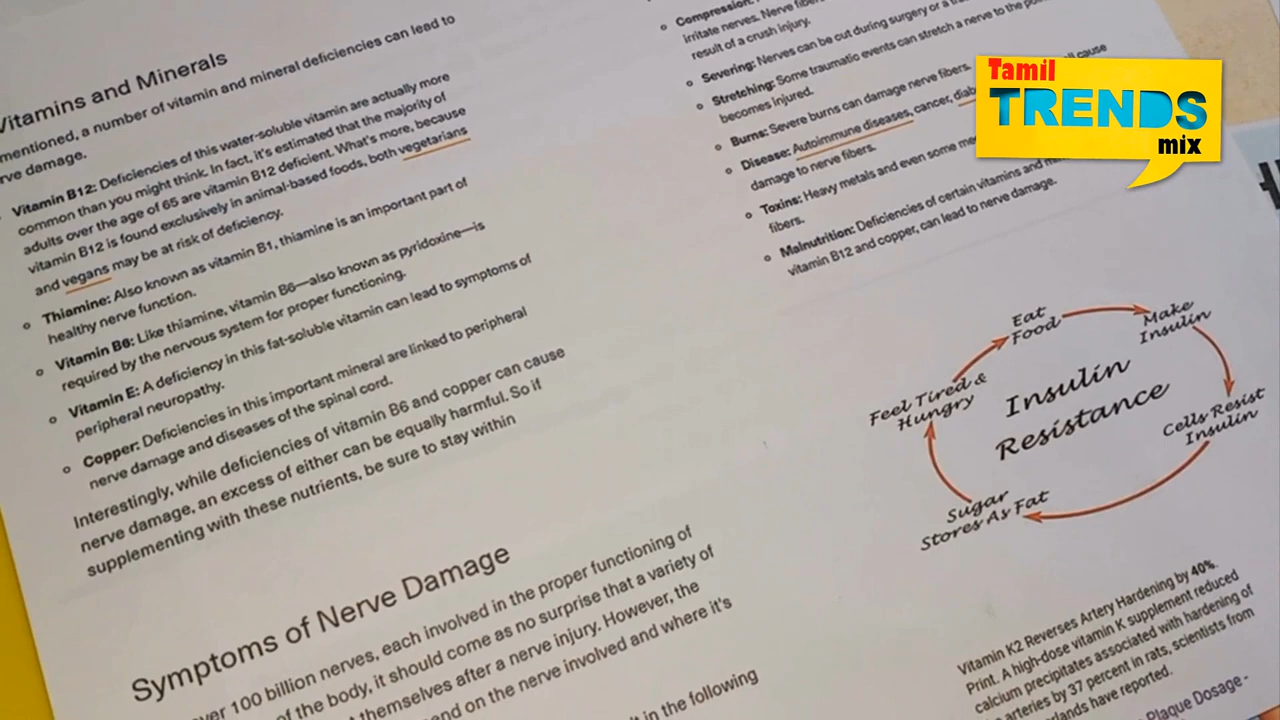 Vitamins and Minerals
mentioned, a number of vitamin and mineral deficiencies can lead to
damage.
Vitamin B12: Deficiencies of this water-soluble vitamin are actually more
common than you might think. In fact, it's estimated that the majority of
adults over the age of 65 are vitamin B12 deficient. What's more, because
vitamin B12 is found exclusively in animal-based foods, both vegetarians
and vegans may be at risk of deficiency.
Thiamine: Also known as vitamin B1, thiamine is an important part of
healthy nerve function.
Vitamin B6: Like thiamine, vitamin B6—also known as pyridoxine—is
required by the nervous system for proper functioning.
Vitamin E: A deficiency in this fat-soluble vitamin can lead to symptoms of
peripheral neuropathy.
Copper: Deficiencies in this important mineral are linked to peripheral
nerve damage and diseases of the spinal cord.
Interestingly, while deficiencies of vitamin B6 and copper can cause
nerve damage, an excess of either can be equally harmful. So if
supplementing with these nutrients, be sure to stay within
Symptoms of Nerve Damage
100 billion nerves, each involved in the proper functioning of
of the body, it should come as no surprise that a variety of
themselves after a nerve injury. However, the
on the nerve involved and where it's
in the following
Compression:
irritate nerves. Nerve
result of a crush injury.
Severing: Nerves can be cut during surgery or a
Stretching: Some traumatic events can stretch a nerve to the
becomes injured.
Burns: Severe burns can damage nerve fibers.
Disease: Autoimmune diseases, cancer,
cause
damage to nerve fibers.
Toxins: Heavy metals and even some
fibers.
Malnutrition: Deficiencies of certain vitamins and
vitamin B12 and copper, can lead to nerve damage.
Tamil
TRENDS
mix
Eat
Food
Make
Insulin
Cells Resist
Insulin
Sugar
Stores As Fat
Feel Tired &
Hungry
Insulin
Resistance
Vitamin K2 Reverses Artery Hardening by 40%.
Print. A high-dose vitamin K supplement reduced
calcium precipitates associated with hardening of
arteries by 37 percent in rats, scientists from
have reported.
Plaque Dosage -